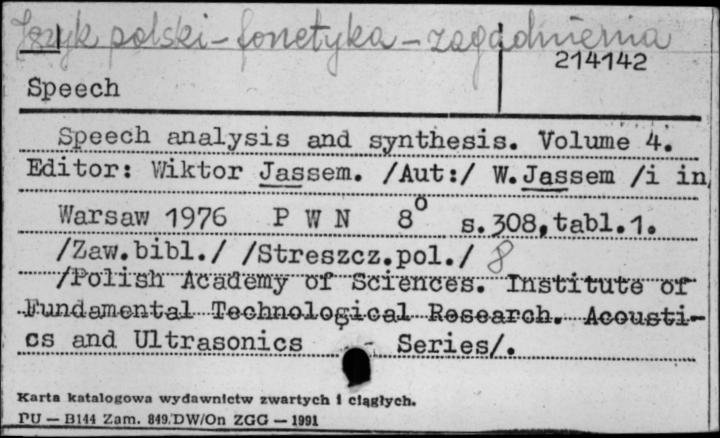 Język polski – fonetyka – zagadnienia
214142
Speech
Speech analysis and synthesis. Volume 4.
Editor: Wiktor Jassem. /Aut:/ W.Jassem /i in/
Warsaw 1976 P W N 8° s.308,tabl.1.
/Zaw.bibl./ /Streszcz.pol./ 8
/Polish Academy of Sciences. Institute of
Fundamental Technological Research. Acousti-
cs and Ultrasonics - Series/.
Karta katalogowa wydawnictw zwartych i ciągłych.
PU — B144 Zam. 849/DW/On ZGG — 1991